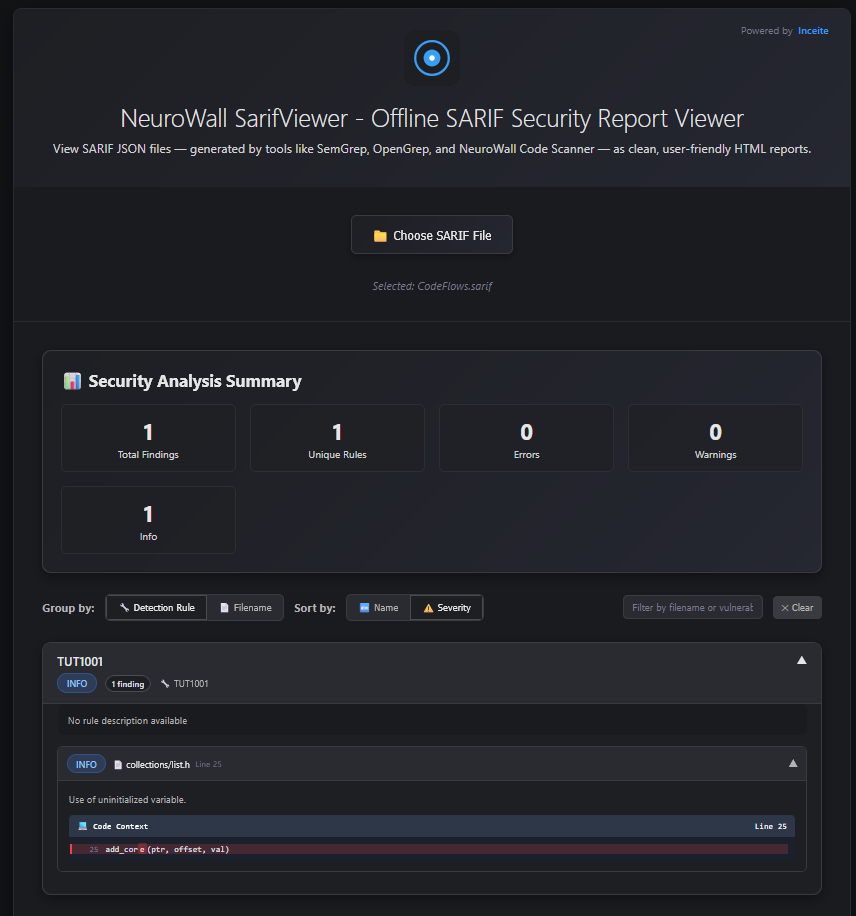 Powered by Inceite
NeuroWall SarifViewer - Offline SARIF Security Report Viewer
View SARIF JSON files — generated by tools like SemGrep, OpenGrep, and NeuroWall Code Scanner — as clean, user-friendly HTML reports.
Choose SARIF File
Selected: CodeFlows.sarif
Security Analysis Summary
1
Total Findings
1
Unique Rules
0
Errors
0
Warnings
1
Info
Group by: Detection Rule Filename Sort by: Name Severity Filter by filename or vulnerabi × Clear
TUT1001
INFO 1 finding TUT1001
No rule description available
INFO collections/list.h Line 25
Use of uninitialized variable.
Code Context Line 25
25 add_core(ptr, offset, val)